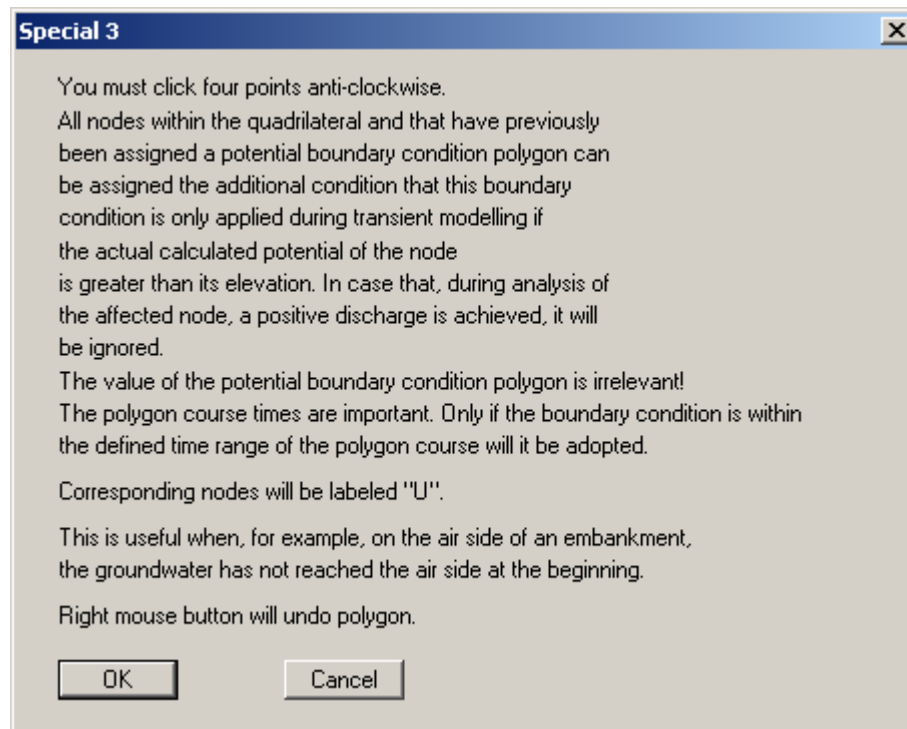 Special 3
You must click four points anti-clockwise.
All nodes within the quadrilateral and that have previously
been assigned a potential boundary condition polygon can
be assigned the additional condition that this boundary
condition is only applied during transient modelling if
the actual calculated potential of the node
is greater than its elevation. In case that, during analysis of
the affected node, a positive discharge is achieved, it will
be ignored.
The value of the potential boundary condition polygon is irrelevant!
The polygon course times are important. Only if the boundary condition is within
the defined time range of the polygon course will it be adopted.
Corresponding nodes will be labeled "U".
This is useful when, for example, on the air side of an embankment,
the groundwater has not reached the air side at the beginning.
Right mouse button will undo polygon.
OK
Cancel